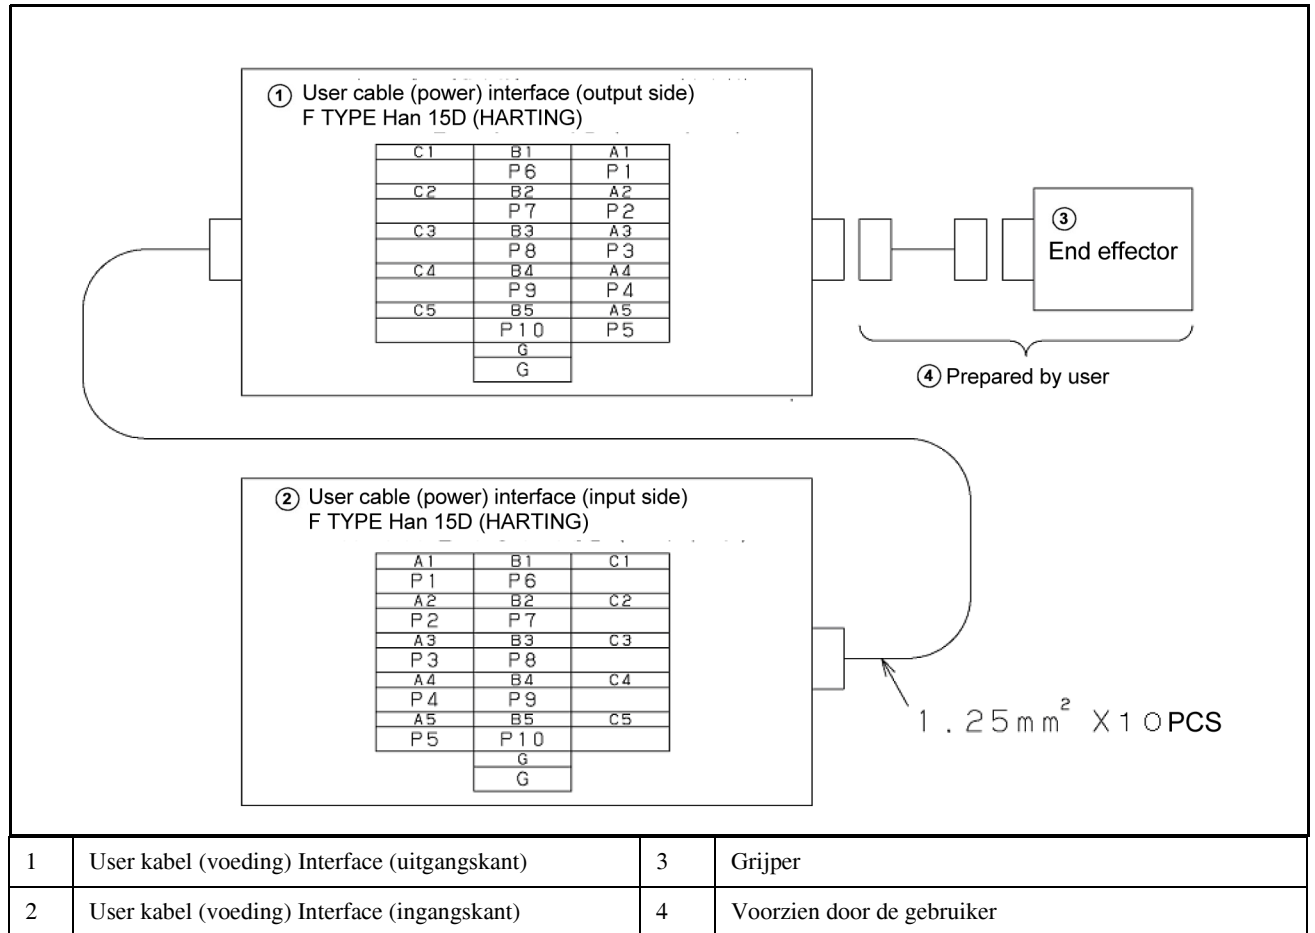 ① User cable (power) interface (output side)
F TYPE Han 15D (HARTING)
C1 B1 A1
P6 P1
C2 B2 A2
P7 P2
C3 B3 A3
P8 P3
C4 B4 A4
P9 P4
C5 B5 A5
P10 P5
G
G
③
End effector
④ Prepared by user
② User cable (power) interface (input side)
F TYPE Han 15D (HARTING)
A1 B1 C1
P1 P6
A2 B2 C2
P2 P7
A3 B3 C3
P3 P8
A4 B4 C4
P4 P9
A5 B5 C5
P5 P10
G
G
1.25mm² X10PCS
1 User kabel (voeding) Interface (uitgangskant) 3 Grijper
2 User kabel (voeding) Interface (ingangskant) 4 Voorzien door de gebruiker